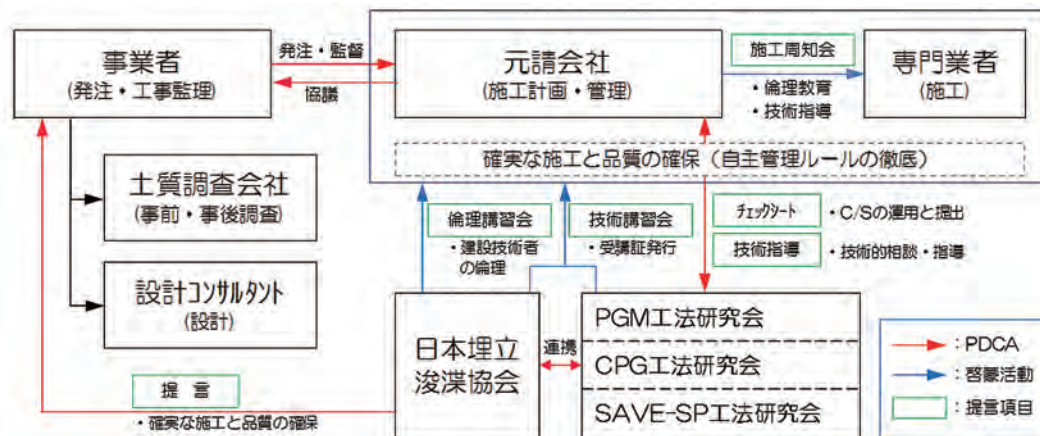 事業者
(発注・工事監理)
発注・監督
協議
元請会社
(施工計画・管理)
施工周知会
・倫理教育
・技術指導
専門業者
(施工)
確実な施工と品質の確保（自主管理ルールの徹底）
土質調査会社
(事前・事後調査)
設計コンサルタント
(設計)
倫理講習会
・建設技術者
の倫理
技術講習会
・受講証発行
チェックシート
・C/Sの運用と提出
技術指導
・技術的相談・指導
日本埋立
浚渫協会
連携
PGM工法研究会
CPG工法研究会
SAVE-SP工法研究会
提 言
・確実な施工と品質の確保
：PDCA
：啓蒙活動
：提言項目